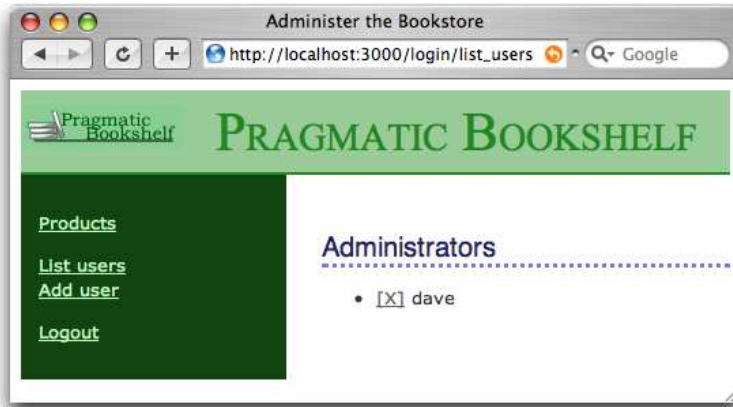 Administer the Bookstore
http://localhost:3000/login/list_users
Google
Pragmatic
Bookshelf
PRAGMATIC BOOKSHELF
Products
List users
Add user
Logout
Administrators
• [X] dave